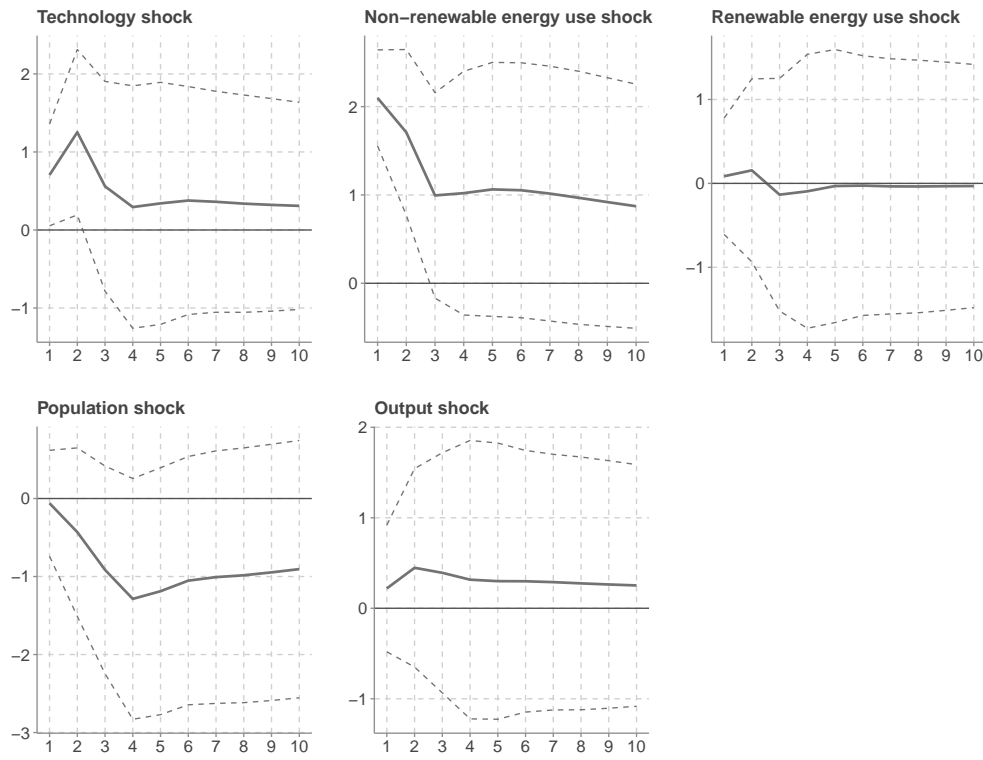 Technology shock
Non−renewable energy use shock
Renewable energy use shock
2
1
0
−1
1 2 3 4 5 6 7 8 9 10
2
1
0
1 2 3 4 5 6 7 8 9 10
1
0
−1
1 2 3 4 5 6 7 8 9 10
Population shock
Output shock
0
−1
−2
−3
1 2 3 4 5 6 7 8 9 10
2
1
0
−1
1 2 3 4 5 6 7 8 9 10